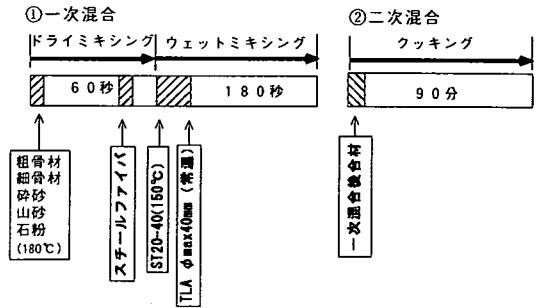 ①一次混合
ドライミキシング
ウェットミキシング
60秒
180秒
粗骨材
細骨材
砕砂
山砂
石粉
(180℃)
スチールファイバ
ST20-40(150℃)
TLA φmax40mm (常温)
②二次混合
クッキング
90分
一次混合後合材